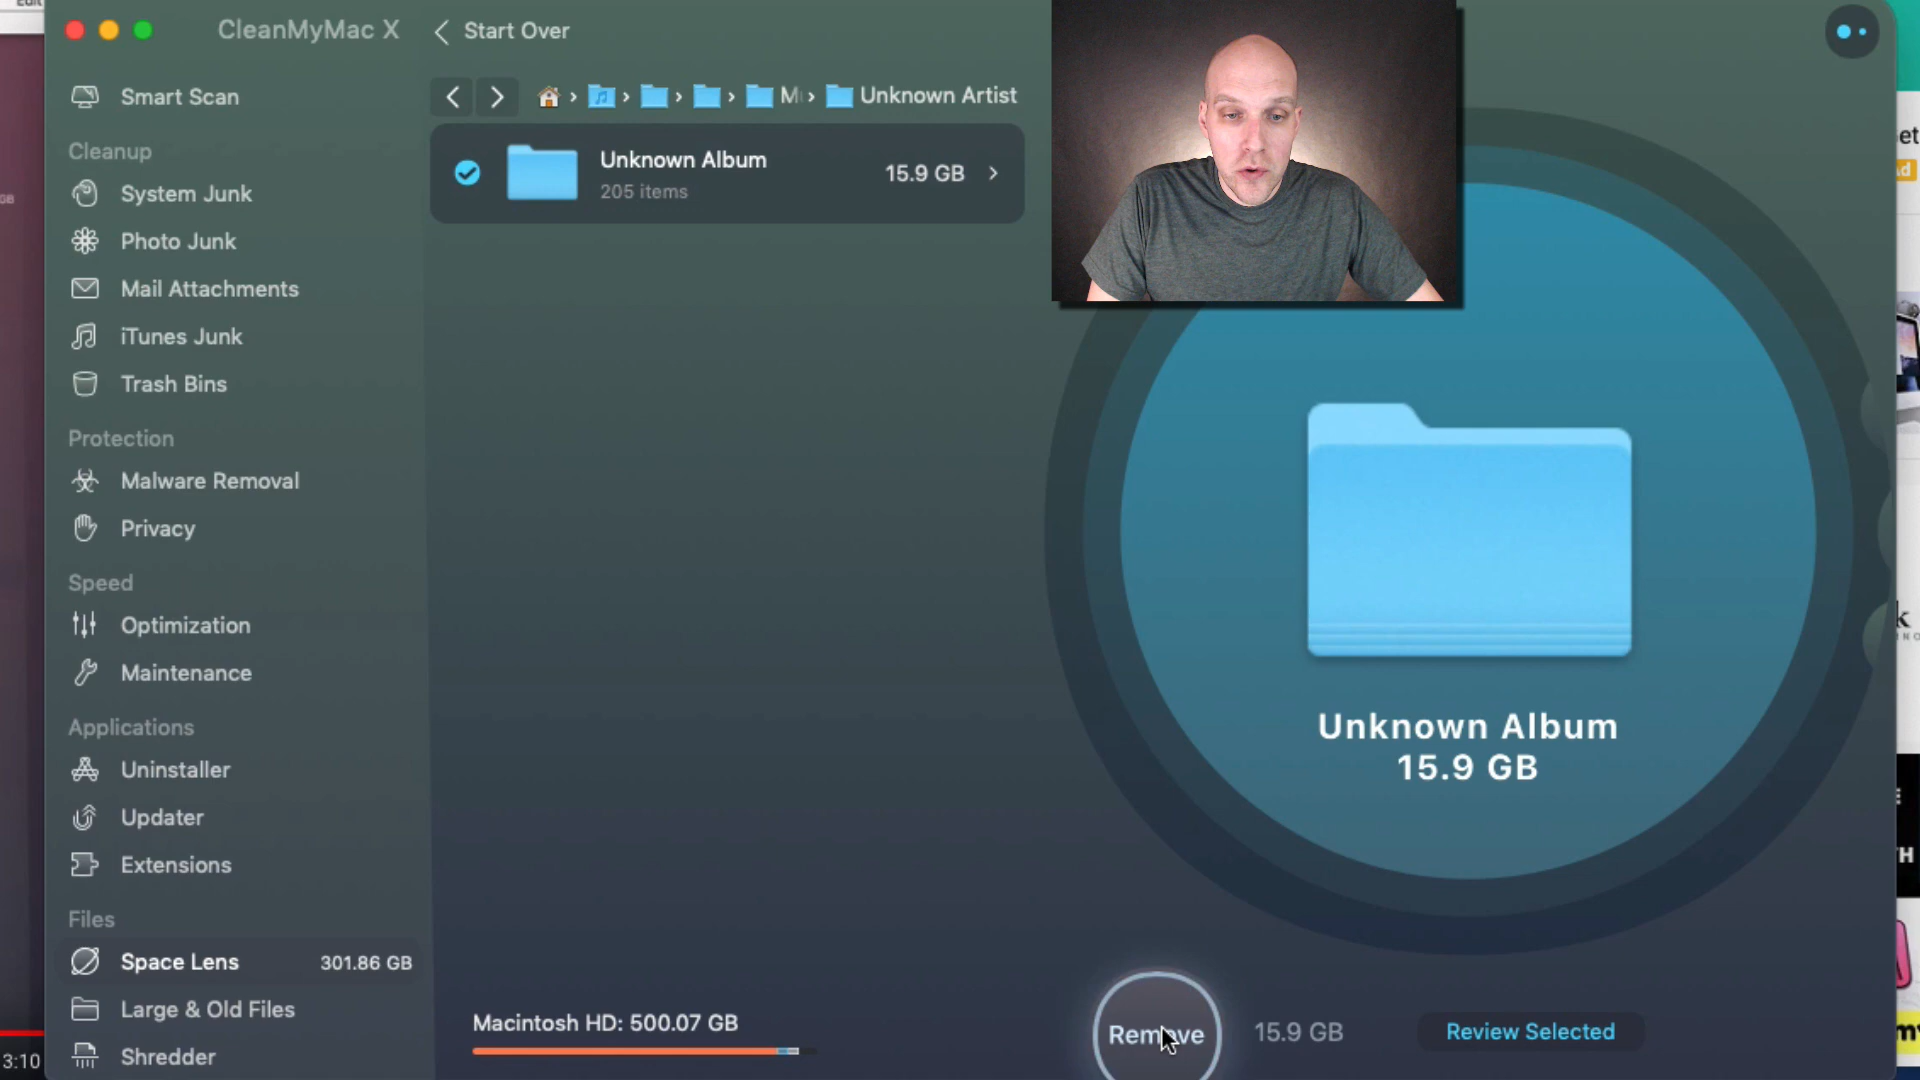 CleanMyMac X
Start Over
Smart Scan
Unknown Artist
Cleanup
Unknown Album
15.9 GB
205 items
System Junk
Photo Junk
Mail Attachments
iTunes Junk
Trash Bins
Protection
Malware Removal
Privacy
Speed
Optimization
Maintenance
Applications
Unknown Album
15.9 GB
Uninstaller
Updater
Extensions
Files
Space Lens 301.86 GB
Large & Old Files
Macintosh HD: 500.07 GB
Remove
15.9 GB
Review Selected
Shredder
3:10